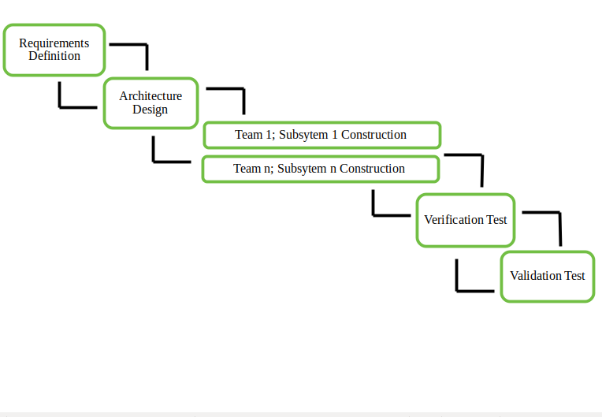 Requirements
Definition
Architecture
Design
Team 1; Subsytem 1 Construction
Team n; Subsytem n Construction
Verification Test
Validation Test